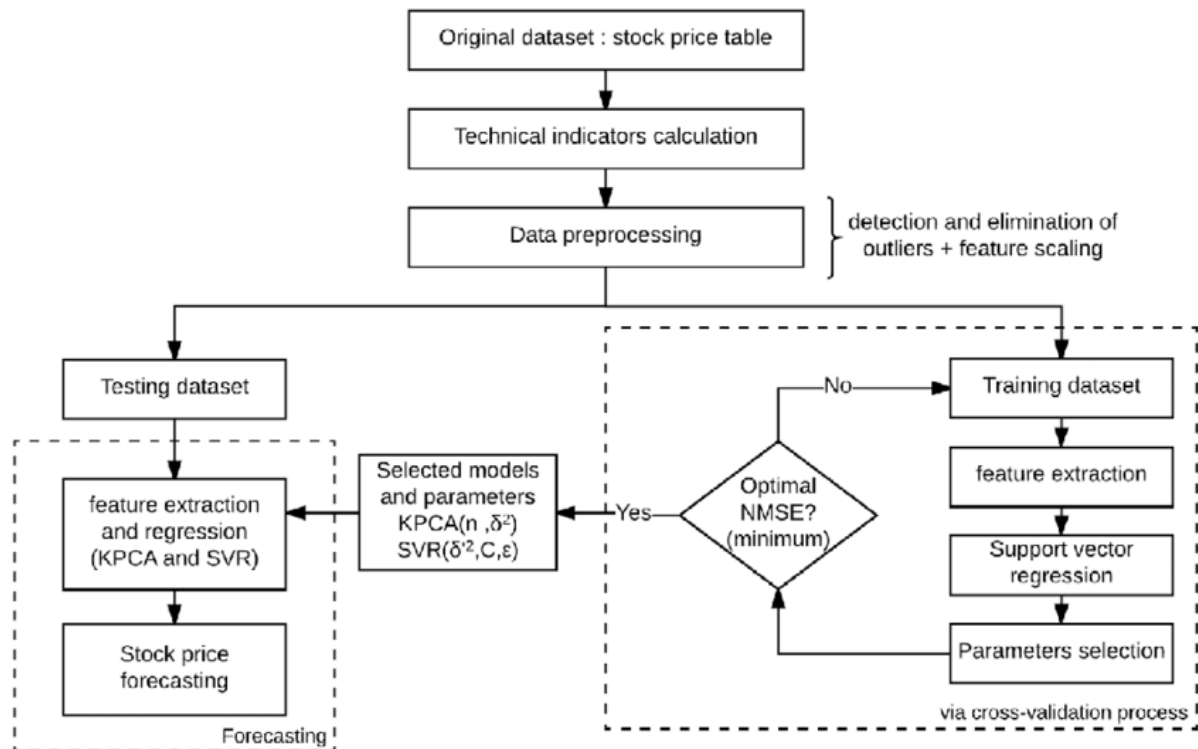 Original dataset : stock price table
Technical indicators calculation
Data preprocessing
detection and elimination of
outliers + feature scaling
Testing dataset
No
Training dataset
feature extraction
and regression
(KPCA and SVR)
Selected models
and parameters
KPCA(n ,δ²)
SVR(δ'²,C,ε)
Yes
Optimal
NMSE?
(minimum)
feature extraction
Support vector
regression
Parameters selection
Stock price
forecasting
Forecasting
via cross-validation process